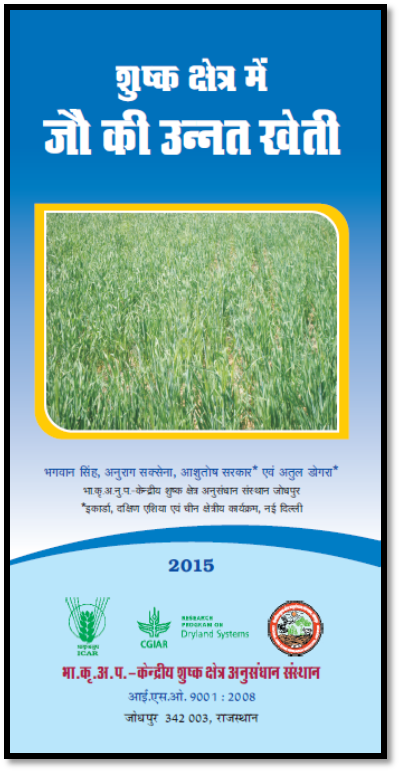 शुष्क क्षेत्र में
जौ की उन्नत खेती
भगवान सिंह, अनुराग सक्सेना, आशुतोष सरकार* एवं अतुल डोगरा*
भा.कृ.अ.नु.प.-केन्द्रीय शुष्क क्षेत्र अनुसंधान संस्थान जोधपुर
*इकार्डा, दक्षिण एशिया एवं चीन क्षेत्रीय कार्यक्रम, नई दिल्ली
2015
ICAR
CGIAR
RESEARCH
PROGRAM ON
Dryland Systems
भा.कृ.अ.प.-केन्द्रीय शुष्क क्षेत्र अनुसंधान संस्थान
आई.एस.ओ. 9001 : 2008
जोधपुर 342 003, राजस्थान